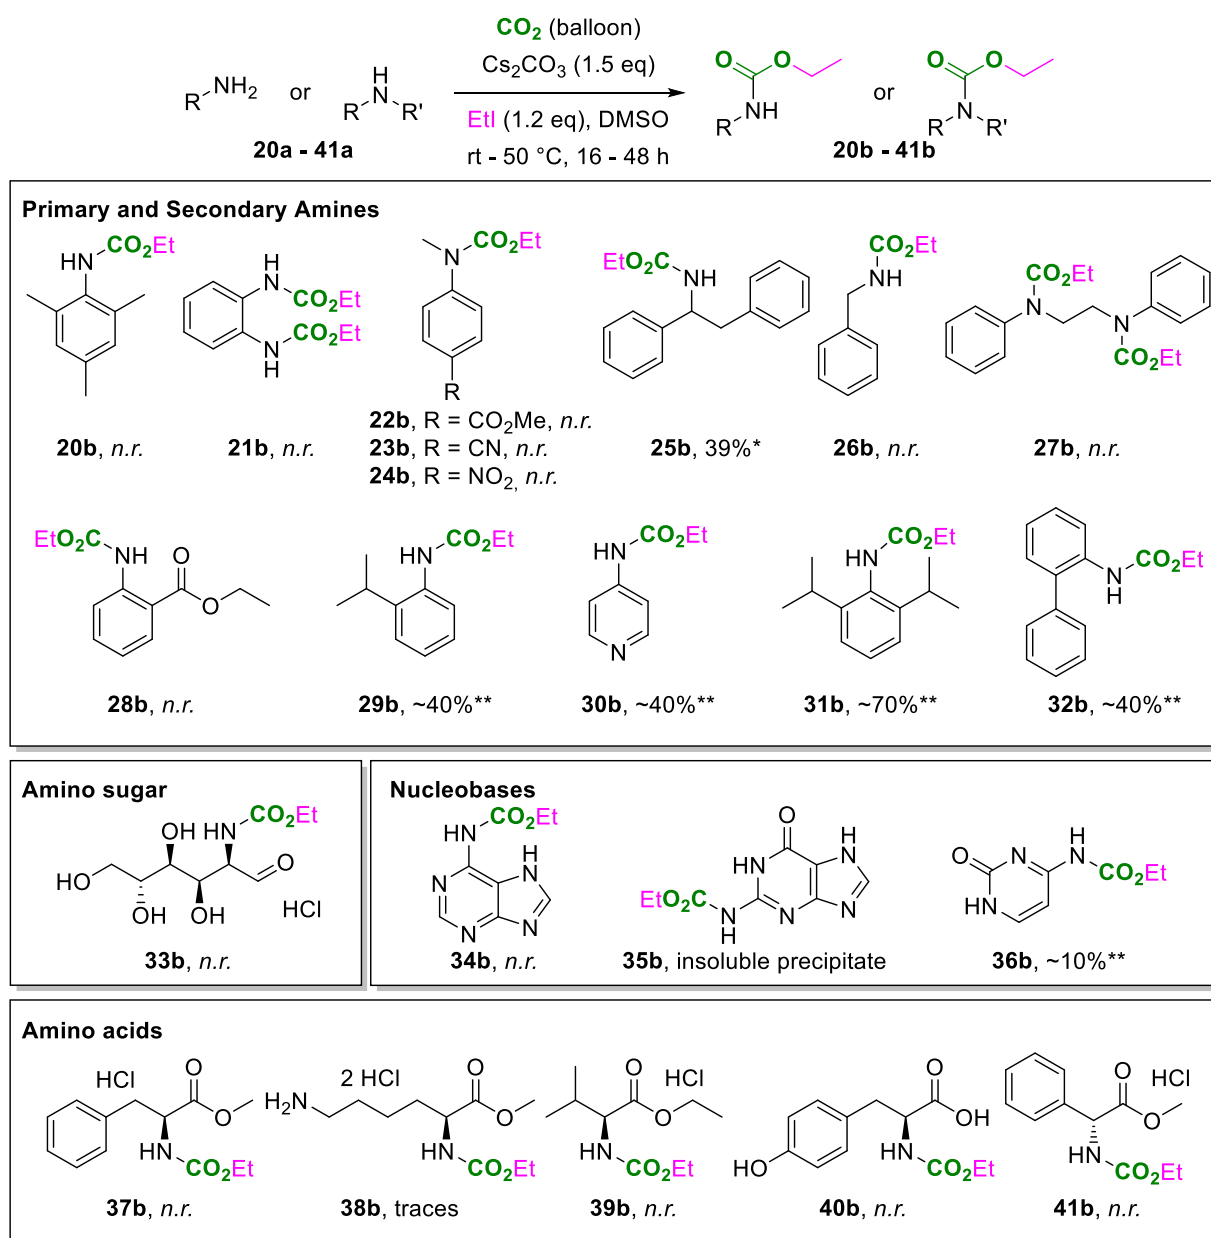 CO2 (balloon)
Cs2CO3 (1.5 eq)
EtI (1.2 eq), DMSO
rt - 50 °C, 16 - 48 h
R NH2 or R H N R'
20a - 41a
O O NH R or O O N R R'
20b - 41b
Primary and Secondary Amines
HN CO2Et
H N CO2Et CO2Et N H
N CO2Et R
EtO2C NH
CO2Et NH
CO2Et N N CO2Et
22b, R = CO2Me, n.r.
20b, n.r.
21b, n.r.
23b, R = CN, n.r.
25b, 39%*
26b, n.r.
27b, n.r.
24b, R = NO2, n.r.
EtO2C NH O O
NH CO2Et
HN CO2Et N
HN CO2Et
N H CO2Et
28b, n.r.
29b, ~40%**
30b, ~40%**
31b, ~70%**
32b, ~40%**
Amino sugar
OH HN CO2Et O HO OH OH HCl
33b, n.r.
Nucleobases
HN CO2Et H N N N N
O H N HN EtO2C N H N N
O N H N CO2Et HN
34b, n.r.
35b, insoluble precipitate
36b, ~10%**
Amino acids
HCl O O HN CO2Et
H2N 2 HCl O O HN CO2Et
O HCl O HN CO2Et
O OH HO HN CO2Et
O HCl O HN CO2Et
37b, n.r.
38b, traces
39b, n.r.
40b, n.r.
41b, n.r.